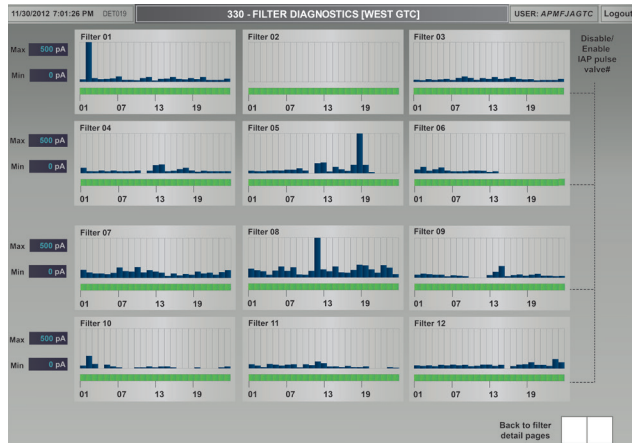 11/30/2012 7:01:26 PM DET019 330 - FILTER DIAGNOSTICS [WEST GTC] USER: APMFJAGTC Logout
Filter 01 Filter 02 Filter 03
Disable/
Enable
IAP pulse
valve#
Max 500 pA
Min 0 pA
01 07 13 19 01 07 13 19 01 07 13 19
Filter 04 Filter 05 Filter 06
Max 500 pA
Min 0 pA
01 07 13 19 01 07 13 19 01 07 13 19
Filter 07 Filter 08 Filter 09
Max 500 pA
Min 0 pA
01 07 13 19 01 07 13 19 01 07 13 19
Filter 10 Filter 11 Filter 12
Max 500 pA
Min 0 pA
01 07 13 19 01 07 13 19 01 07 13 19
Back to filter
detail pages